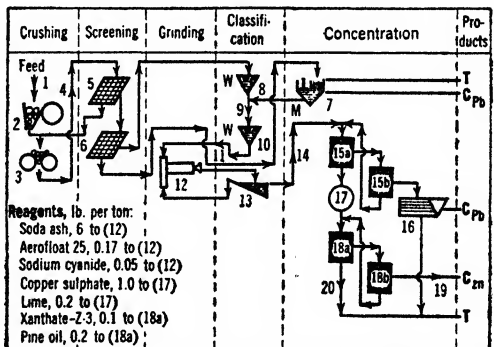 Crushing Screening Grinding Classifi-cation Concentration Pro-ducts
Feed
1
2
3
4
5
6
W
8
9
W
10
11
12
13
14
M
7
T
C Pb
15a
15b
17
16
C Pb
18a
18b
20
19
C zn
T
Reagents, lb. per ton:
Soda ash, 6 to (12)
Aerofloat 25, 0.17 to (12)
Sodium cyanide, 0.05 to (12)
Copper sulphate, 1.0 to (17)
Lime, 0.2 to (17)
Xanthate-Z-3, 0.1 to (18a)
Pine oil, 0.2 to (18a)